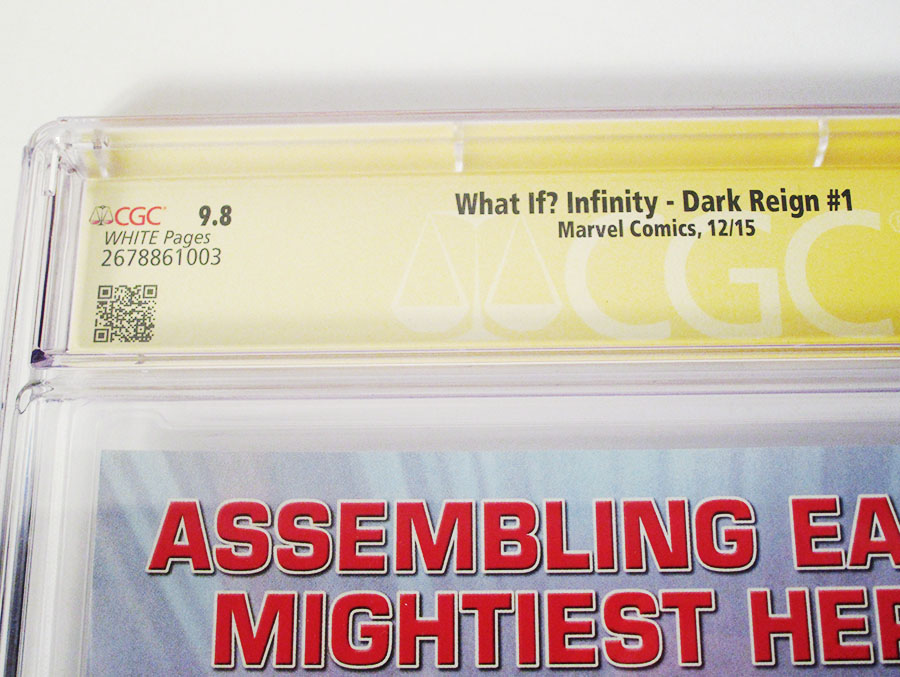 CGC 9.8
WHITE Pages
2678861003
What If? Infinity - Dark Reign #1
Marvel Comics, 12/15
CGC
ASSEMBLING EA
MIGHTIEST HER